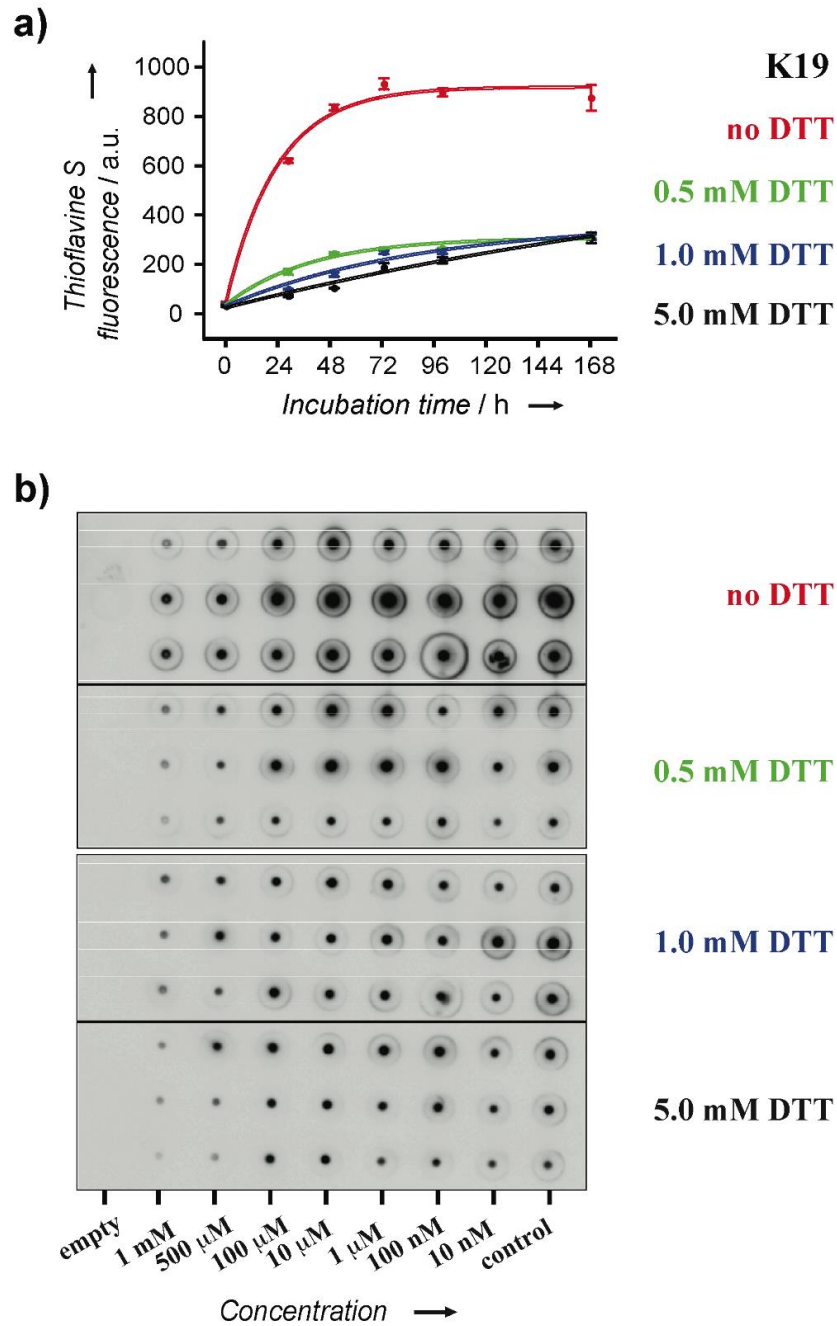 a)
1000
800
600
400
200
0
Thioflavine S
fluorescence / a.u.
0 24 48 72 96 120 144 168
Incubation time / h
K19
no DTT
0.5 mM DTT
1.0 mM DTT
5.0 mM DTT
b)
no DTT
0.5 mM DTT
1.0 mM DTT
5.0 mM DTT
empty
1 mM
500 μM
100 μM
10 μM
1 μM
100 nM
10 nM
control
Concentration